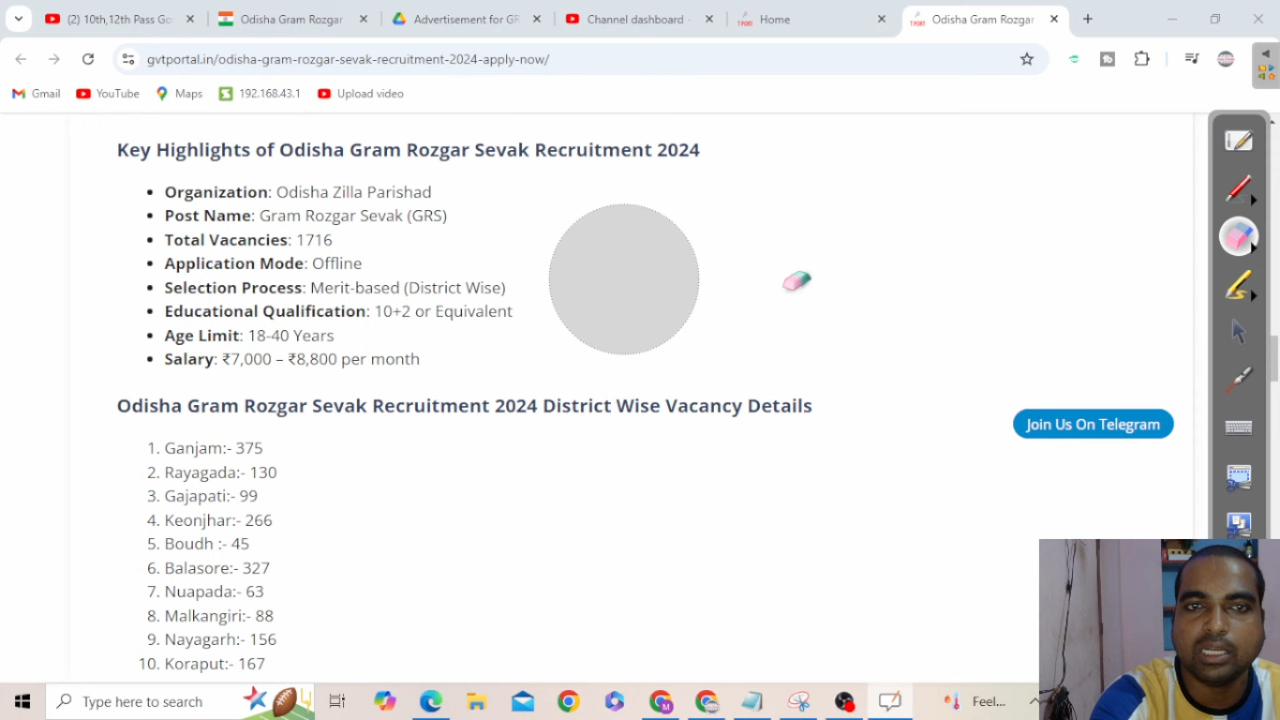 (2) 10th,12th Pass Go
Odisha Gram Rozgar
Advertisement for GR
Channel dashboard -
Home
Odisha Gram Rozgar
gvtportal.in/odisha-gram-rozgar-sevak-recruitment-2024-apply-now/
Gmail
YouTube
Maps
192.168.43.1
Upload video
Key Highlights of Odisha Gram Rozgar Sevak Recruitment 2024
• Organization: Odisha Zilla Parishad
• Post Name: Gram Rozgar Sevak (GRS)
• Total Vacancies: 1716
• Application Mode: Offline
• Selection Process: Merit-based (District Wise)
• Educational Qualification: 10+2 or Equivalent
• Age Limit: 18-40 Years
• Salary: ₹7,000 – ₹8,800 per month
Odisha Gram Rozgar Sevak Recruitment 2024 District Wise Vacancy Details
Join Us On Telegram
1. Ganjam:- 375
2. Rayagada:- 130
3. Gajapati:- 99
4. Keonjhar:- 266
5. Boudh :- 45
6. Balasore:- 327
7. Nuapada:- 63
8. Malkangiri:- 88
9. Nayagarh:- 156
10. Koraput:- 167
Type here to search
Feel...